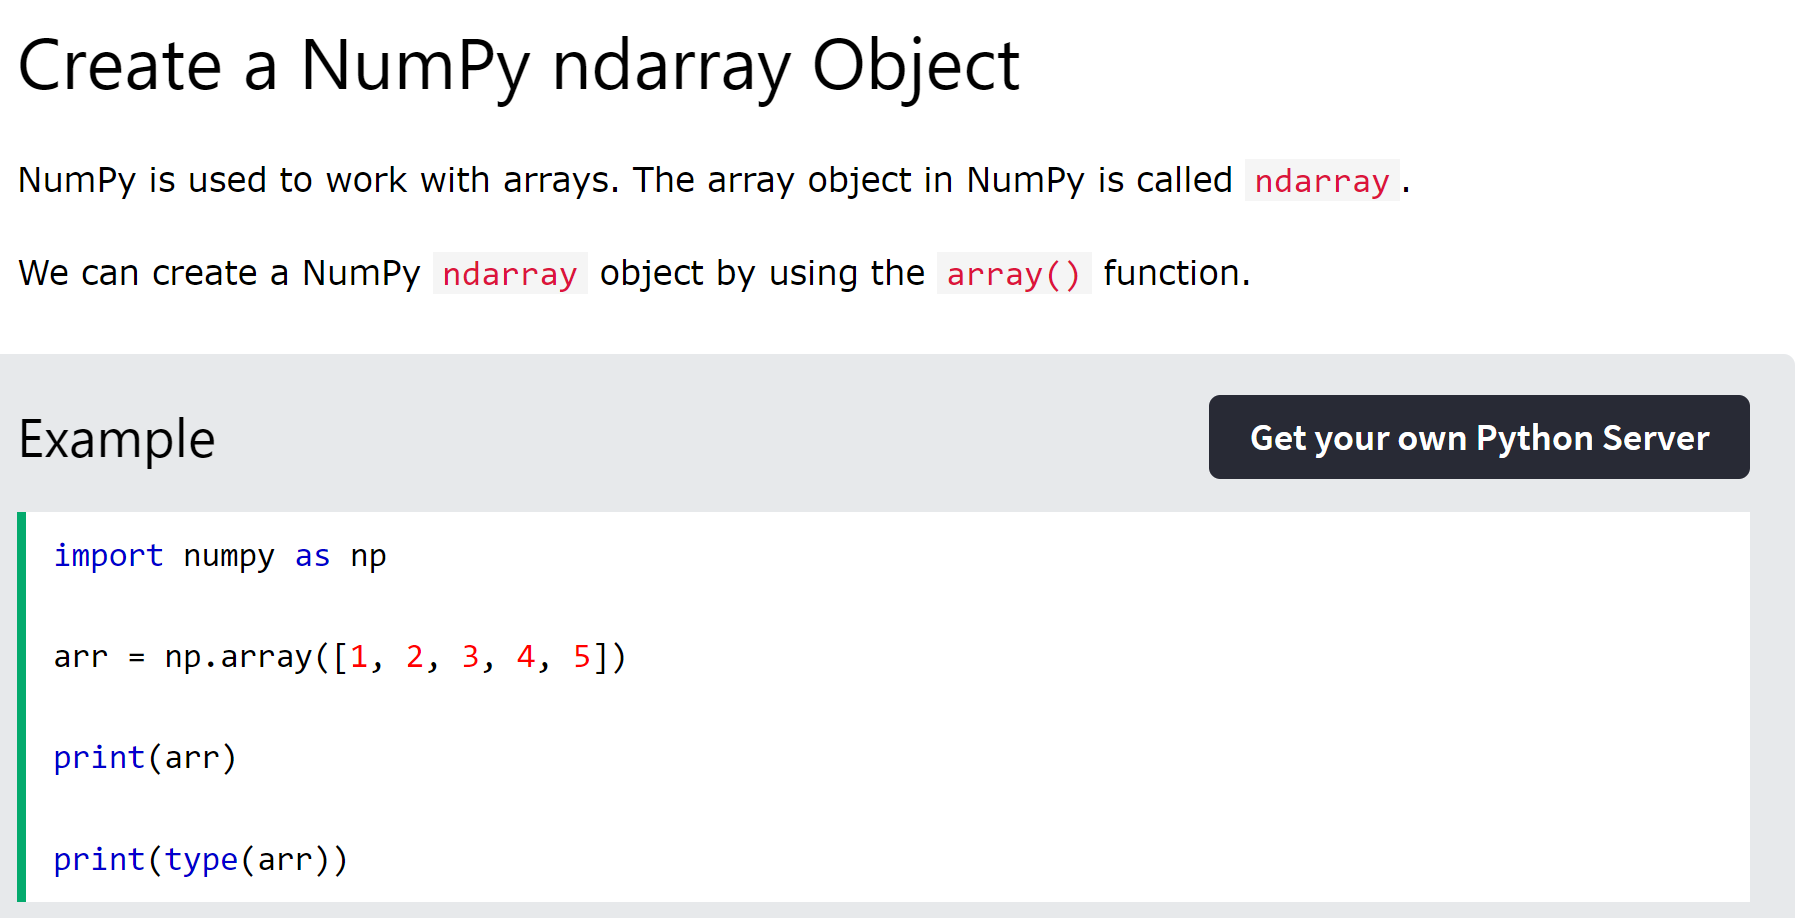 Create a NumPy ndarray Object
NumPy is used to work with arrays. The array object in NumPy is called ndarray.
We can create a NumPy ndarray object by using the array() function.
Example
Get your own Python Server
import numpy as np
arr = np.array([1, 2, 3, 4, 5])
print(arr)
print(type(arr))